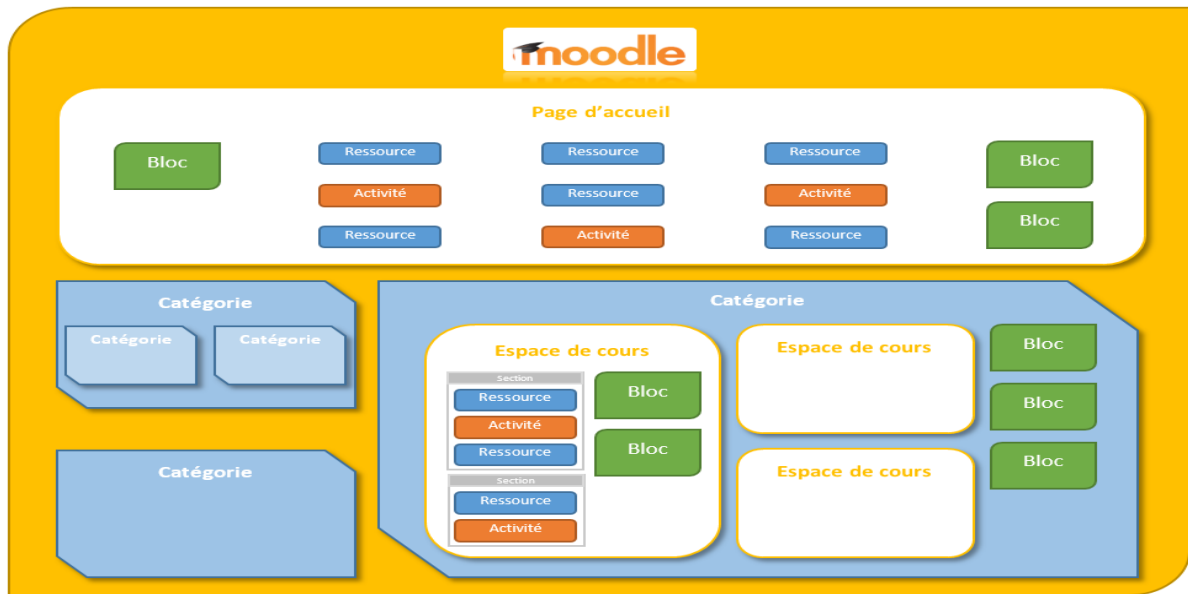 moodle
Page d'accueil
Bloc
Ressource
Ressource
Ressource
Bloc
Activité
Ressource
Activité
Bloc
Ressource
Activité
Ressource
Catégorie
Catégorie
Catégorie
Catégorie
Catégorie
Espace de cours
Section
Ressource
Activité
Ressource
Section
Ressource
Activité
Bloc
Bloc
Espace de cours
Espace de cours
Bloc
Bloc
Bloc